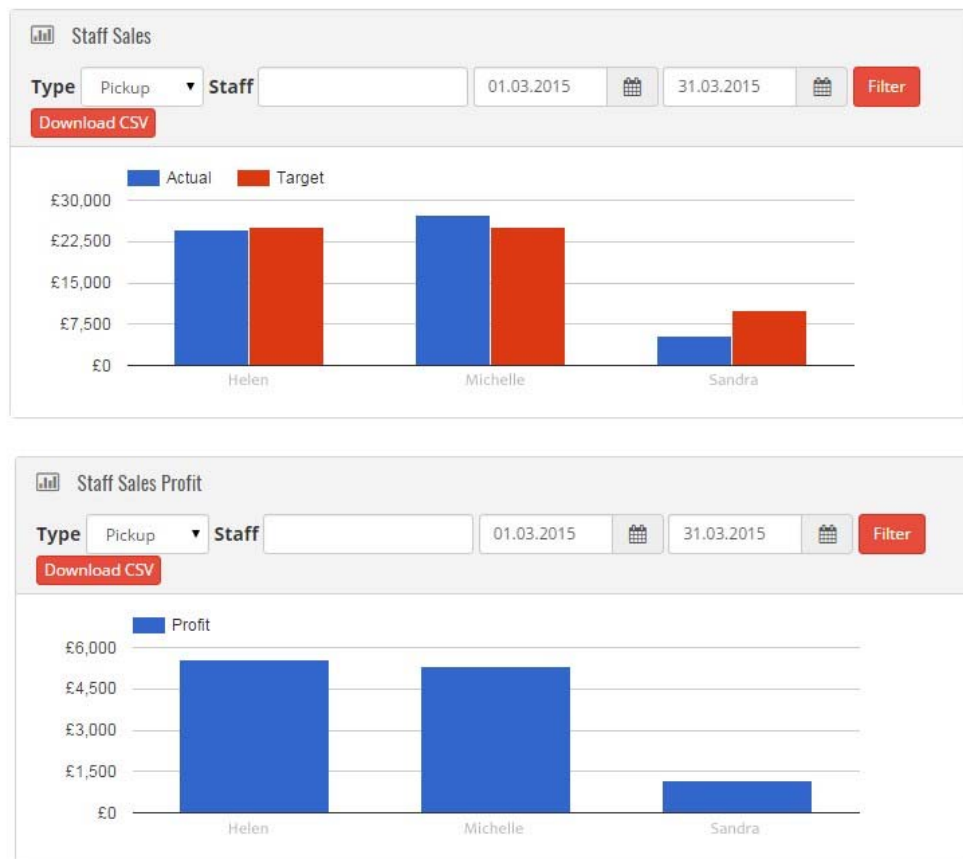 Staff Sales
Type Pickup Staff 01.03.2015 31.03.2015 Filter
Download CSV
Actual Target
£30,000
£22,500
£15,000
£7,500
£0
Helen Michelle Sandra
Staff Sales Profit
Type Pickup Staff 01.03.2015 31.03.2015 Filter
Download CSV
Profit
£6,000
£4,500
£3,000
£1,500
£0
Helen Michelle Sandra